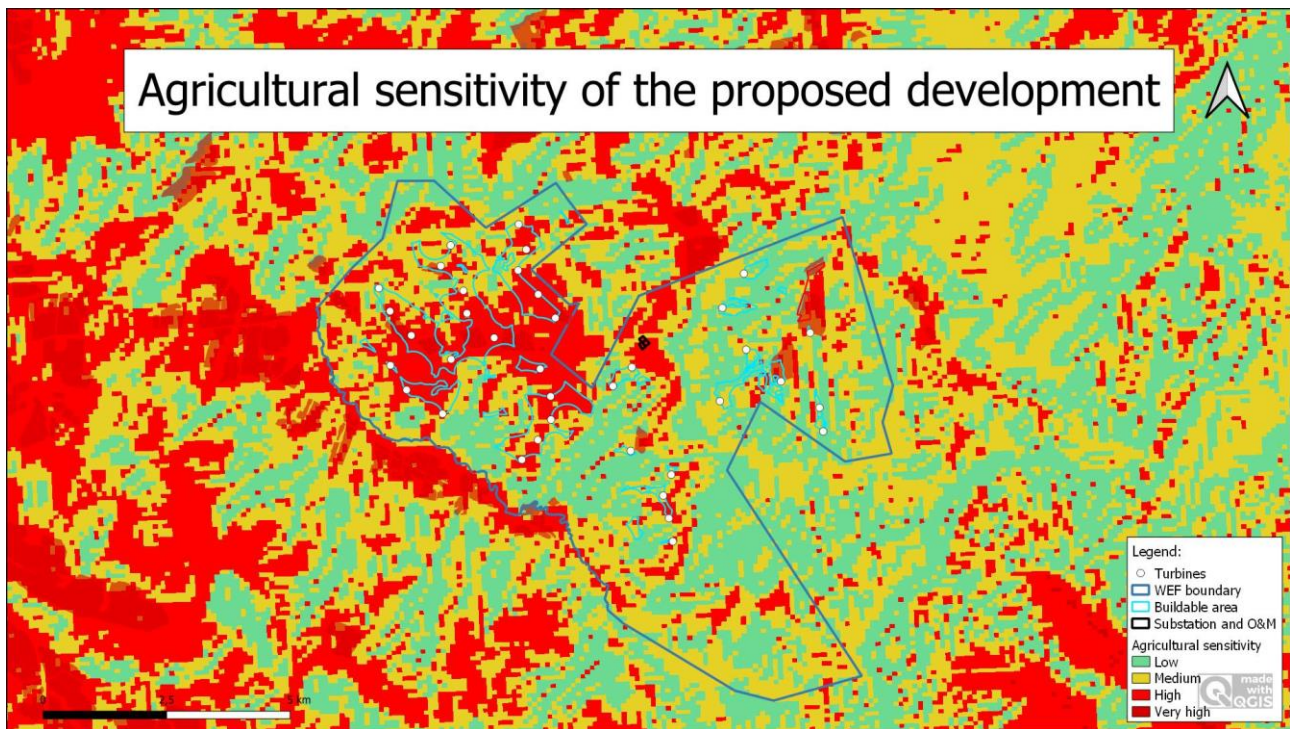 Agricultural sensitivity of the proposed development
Legend:
Turbines
WEF boundary
Buildable area
Substation and O&M
Agricultural sensitivity
Low
Medium
High
Very high
made
with
QGIS
0 2.5 5 km